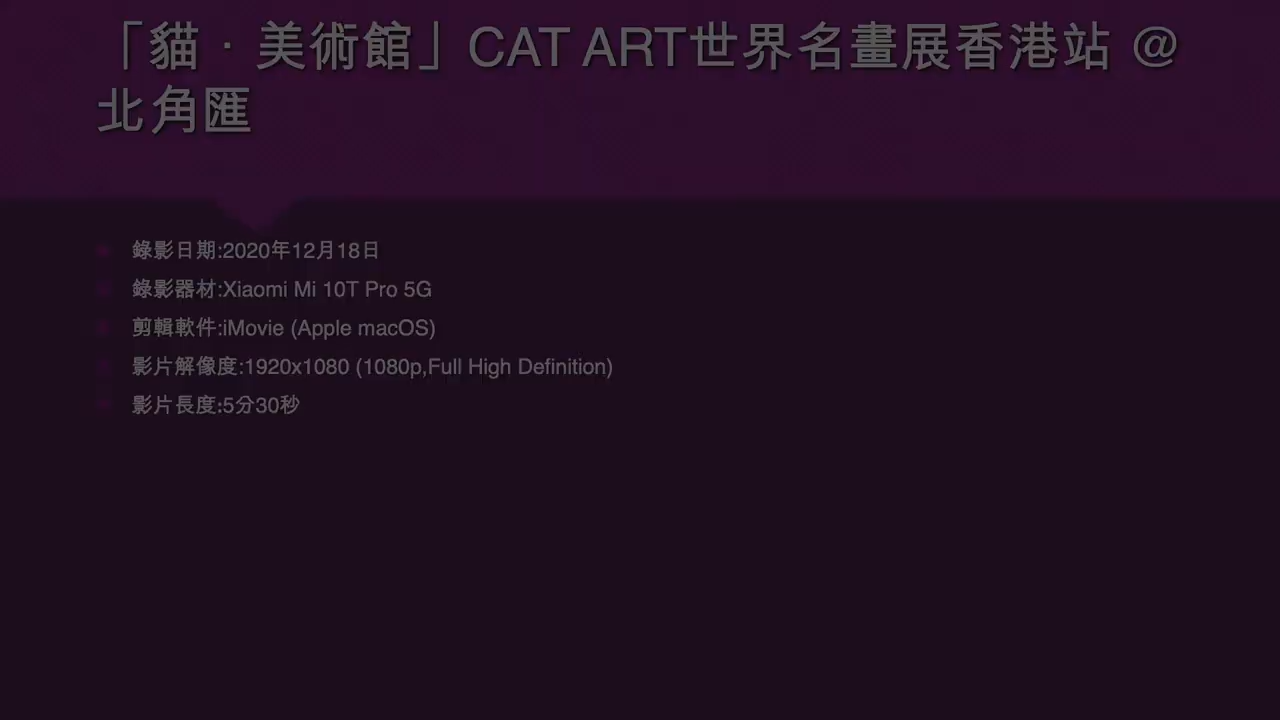 「貓．美術館」CAT ART世界名畫展香港站 @
北角匯
錄影日期:2020年12月18日
錄影器材:Xiaomi Mi 10T Pro 5G
剪輯軟件:iMovie (Apple macOS)
影片解像度:1920x1080 (1080p,Full High Definition)
影片長度:5分30秒